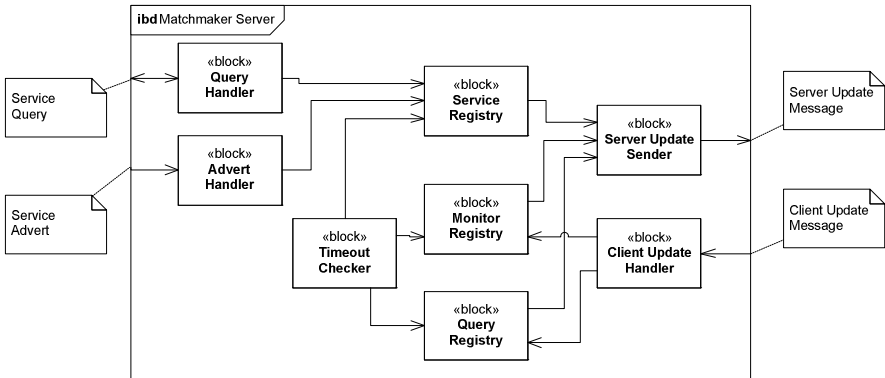 ibd Matchmaker Server
Service
Query
Service
Advert
«block»
Query
Handler
«block»
Advert
Handler
«block»
Timeout
Checker
«block»
Service
Registry
«block»
Monitor
Registry
«block»
Query
Registry
«block»
Server Update
Sender
«block»
Client Update
Handler
Server Update
Message
Client Update
Message